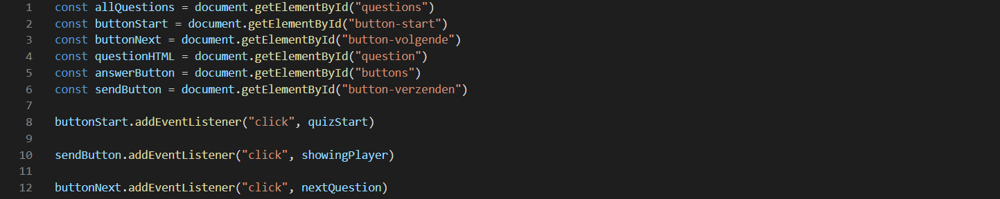 1 const allQuestions = document.getElementById("questions")
2 const buttonStart = document.getElementById("button-start")
3 const buttonNext = document.getElementById("button-volgende")
4 const questionHTML = document.getElementById("question")
5 const answerButton = document.getElementById("buttons")
6 const sendButton = document.getElementById("button-verzenden")
7
8 buttonStart.addEventListener("click", quizStart)
9
10 sendButton.addEventListener("click", showingPlayer)
11
12 buttonNext.addEventListener("click", nextQuestion)